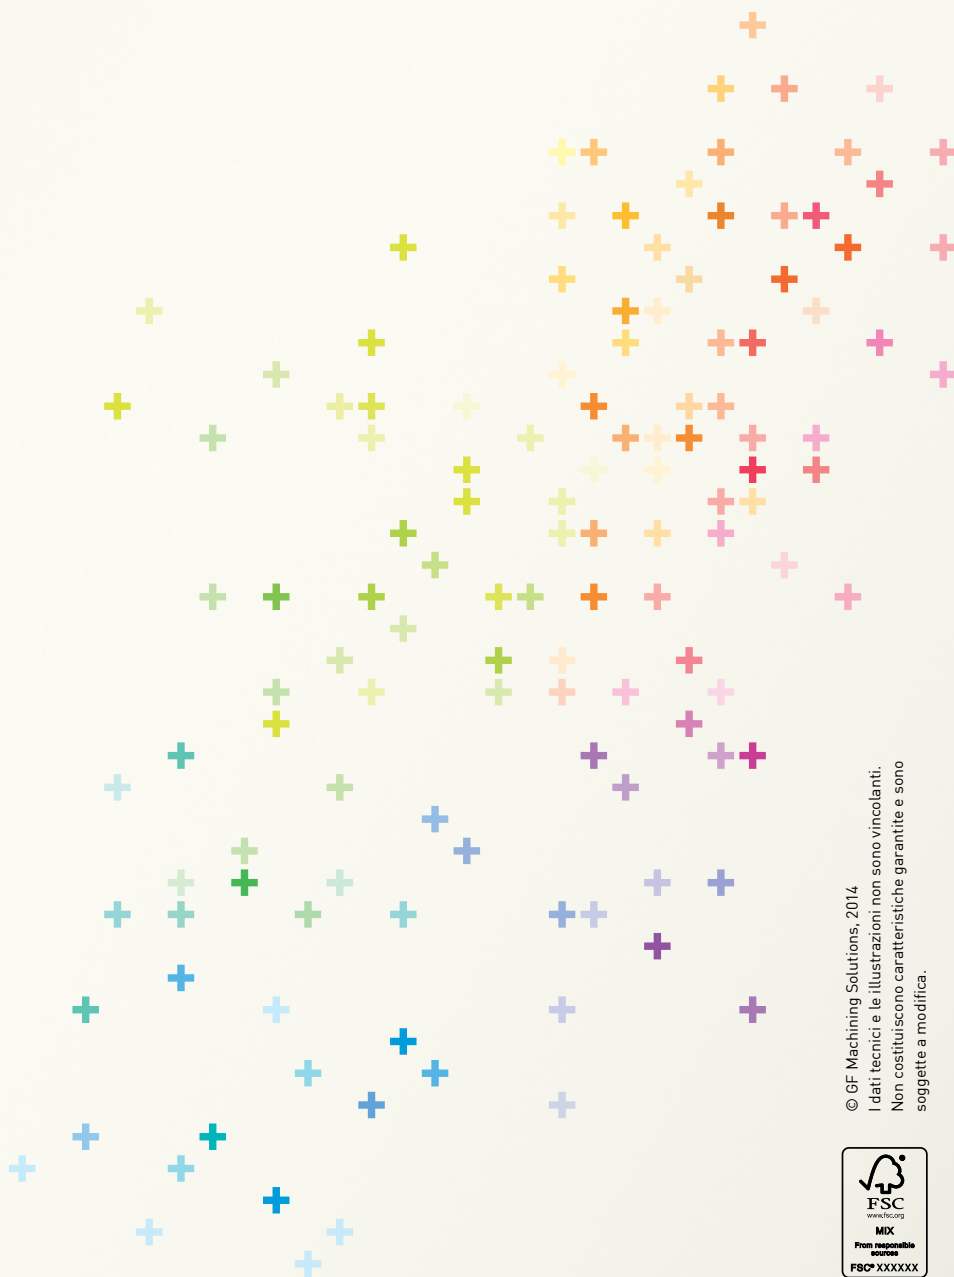 © GF Machining Solutions, 2014
I dati tecnici e le illustrazioni non sono vincolanti.
Non costituiscono caratteristiche garantite e sono
soggette a modifica.
FSC
www.fsc.org
MIX
From responsible
sources
FSC® XXXXXX